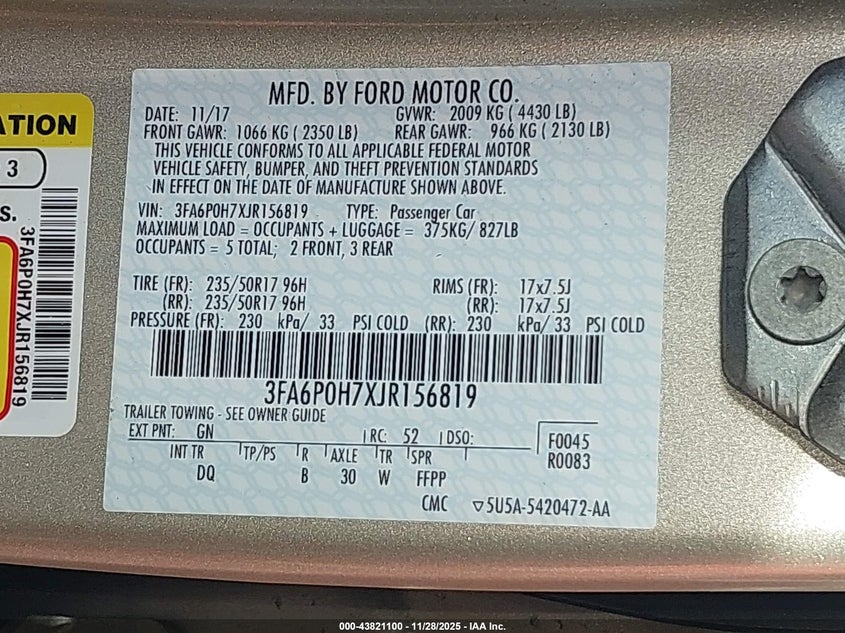 MFD. BY FORD MOTOR CO.
DATE: 11/17 GVWR: 2009 KG ( 4430 LB)
FRONT GAWR: 1066 KG ( 2350 LB) REAR GAWR: 966 KG ( 2130 LB)
THIS VEHICLE CONFORMS TO ALL APPLICABLE FEDERAL MOTOR
VEHICLE SAFETY, BUMPER, AND THEFT PREVENTION STANDARDS
IN EFFECT ON THE DATE OF MANUFACTURE SHOWN ABOVE.
VIN: 3FA6P0H7XJR156819 TYPE: Passenger Car
MAXIMUM LOAD = OCCUPANTS + LUGGAGE = 375KG/ 827LB
OCCUPANTS = 5 TOTAL; 2 FRONT, 3 REAR
TIRE (FR): 235/50R17 96H RIMS (FR): 17x7.5J
(RR): 235/50R17 96H (RR): 17x7.5J
PRESSURE (FR): 230 kPa/ 33 PSI COLD (RR): 230 kPa/ 33 PSI COLD
3FA6P0H7XJR156819
TRAILER TOWING - SEE OWNER GUIDE
EXT PNT: GN RC: 52 DSO: F0045
INT TR TP/PS R AXLE TR SPR R0083
DQ B 30 W FFPP
CMC ▽5U5A-5420472-AA
ATION
3
S.
3FA6P0H7XJR156819
000-43821100 - 11/28/2025 - IAA Inc.